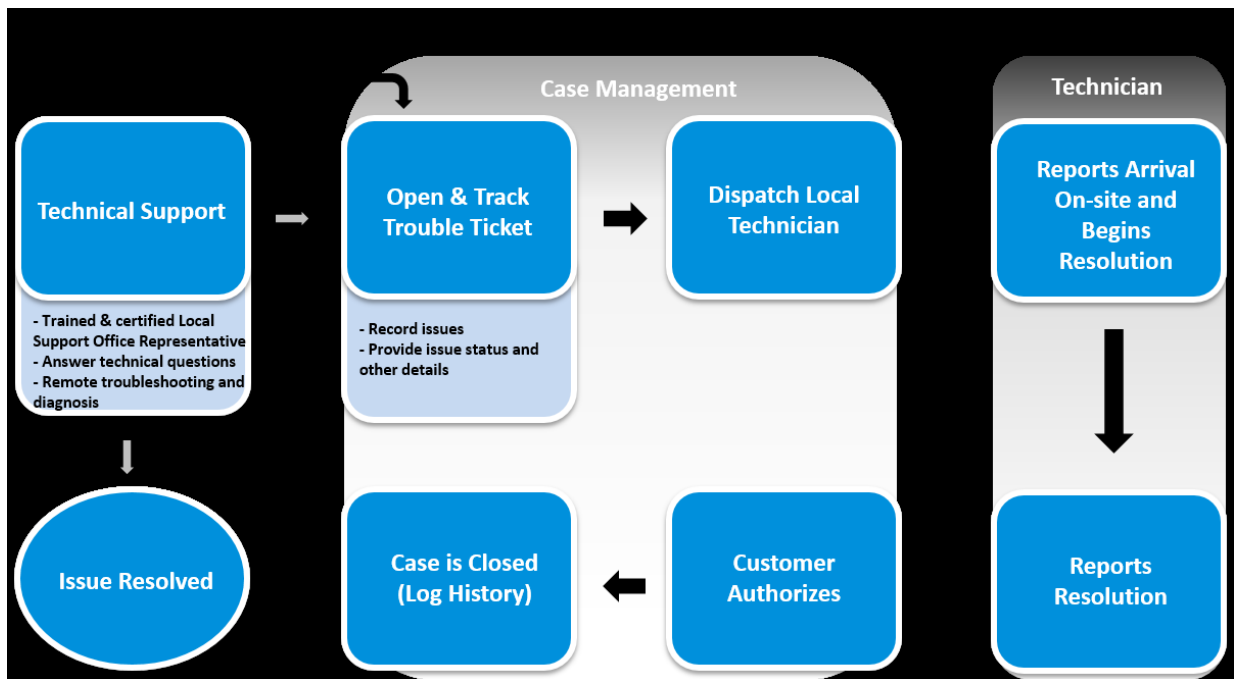 Case Management
Technician
Technical Support
Open & Track
Trouble Ticket
Dispatch Local
Technician
Reports Arrival
On-site and
Begins
Resolution
- Trained & certified Local
Support Office Representative
- Answer technical questions
- Remote troubleshooting and
diagnosis
- Record issues
- Provide issue status and
other details
Issue Resolved
Case is Closed
(Log History)
Customer
Authorizes
Reports
Resolution